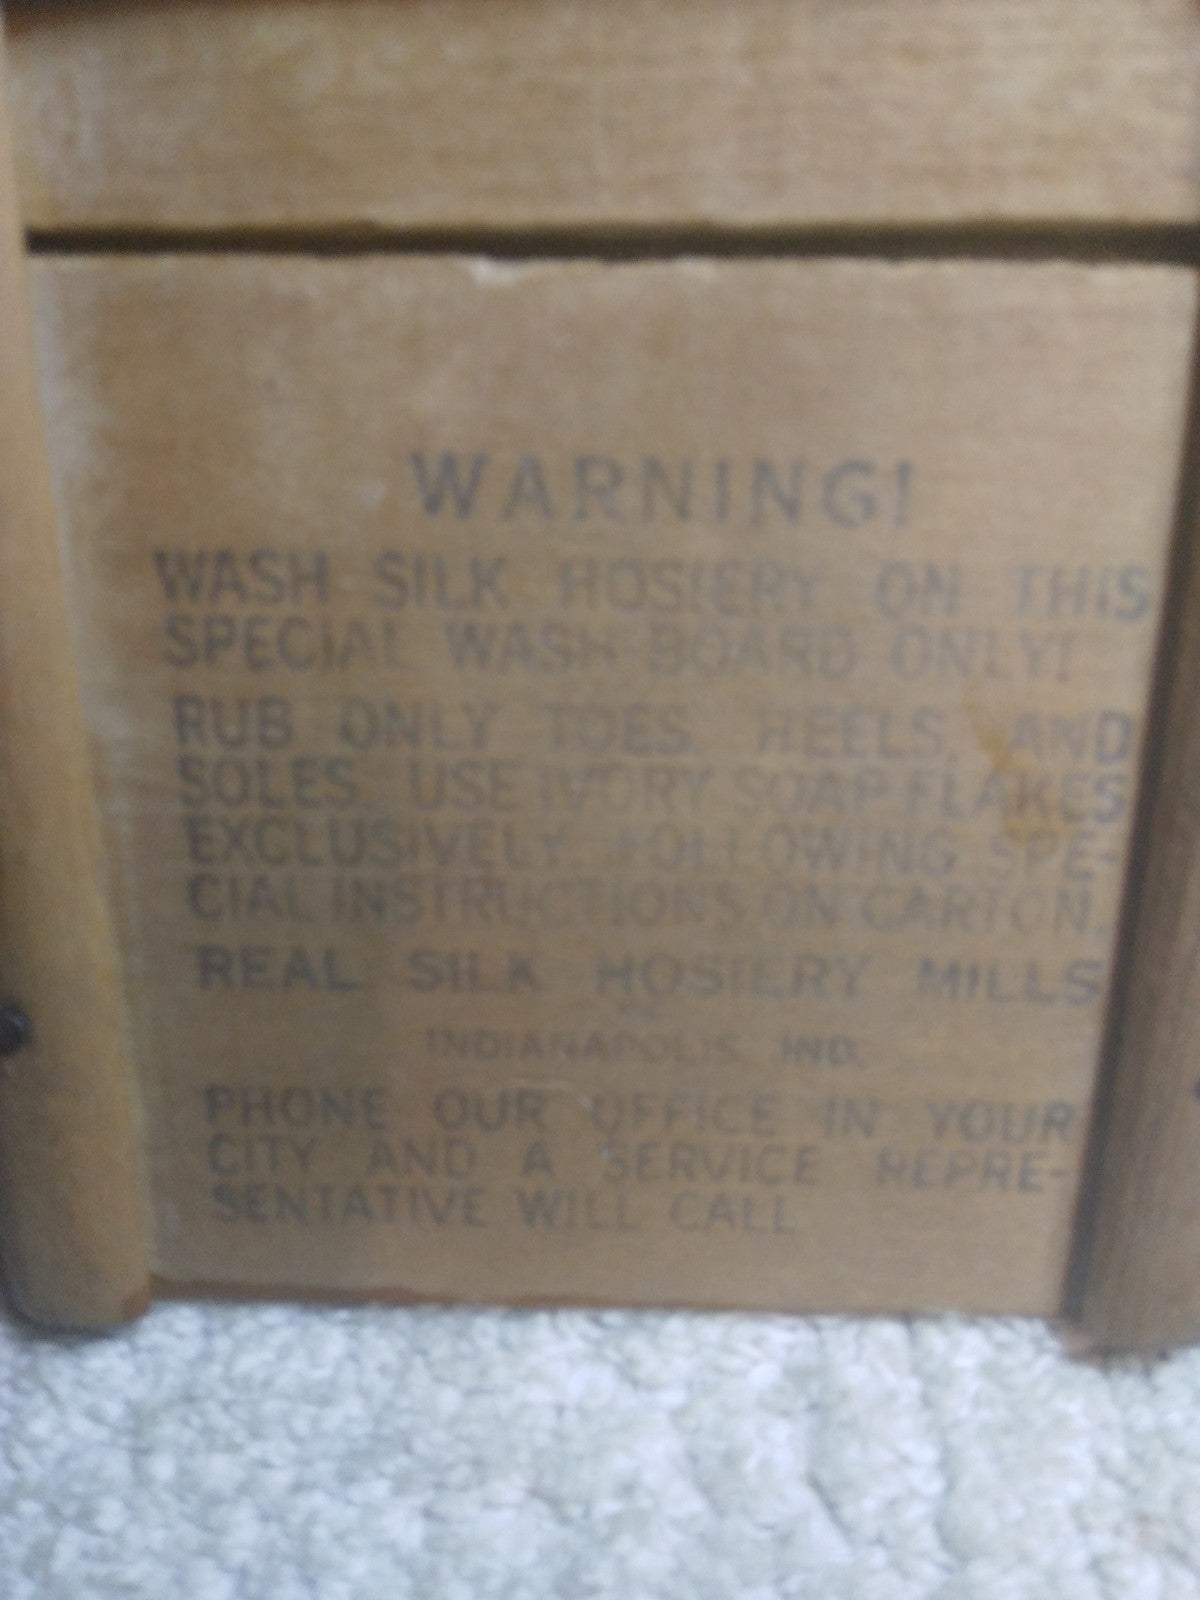 WARNING!
WASH SILK HOSIERY ON THIS
SPECIAL WASH-BOARD ONLY!
RUB ONLY TOES, HEELS, AND
SOLES. USE IVORY SOAP FLAKES
EXCLUSIVELY, FOLLOWING SPE-
CIAL INSTRUCTIONS ON CARTON.
REAL SILK HOSIERY MILLS
INDIANAPOLIS, IND.
PHONE OUR OFFICE IN YOUR
CITY AND A SERVICE REPRE-
SENTATIVE WILL CALL